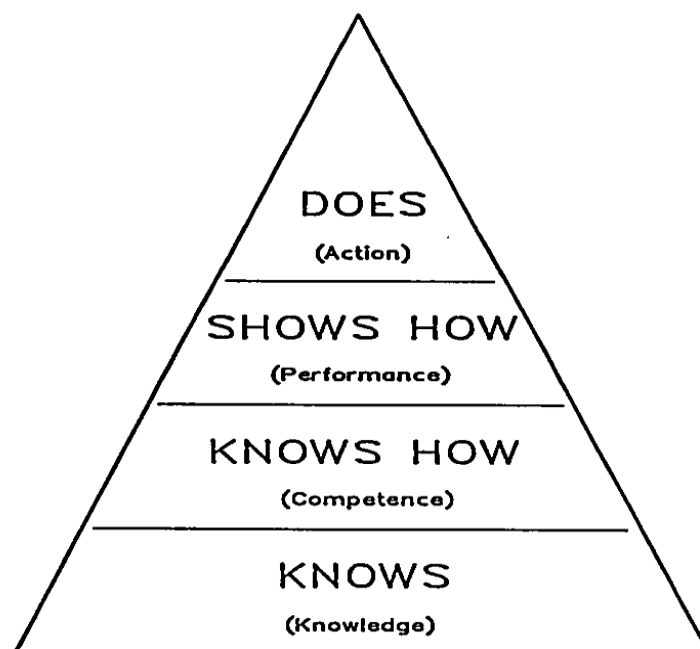 DOES
(Action)
SHOWS HOW
(Performance)
KNOWS HOW
(Competence)
KNOWS
(Knowledge)